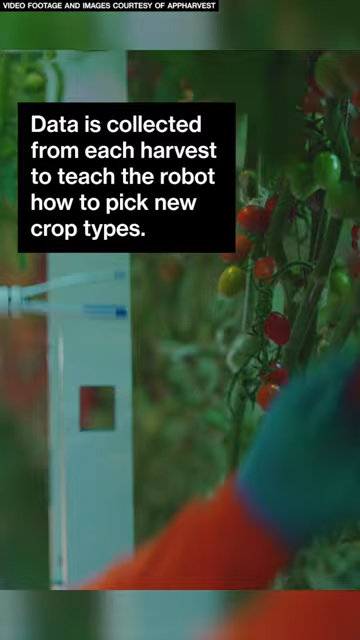 VIDEO FOOTAGE AND IMAGES COURTESY OF APPHARVEST
Data is collected
from each harvest
to teach the robot
how to pick new
crop types.